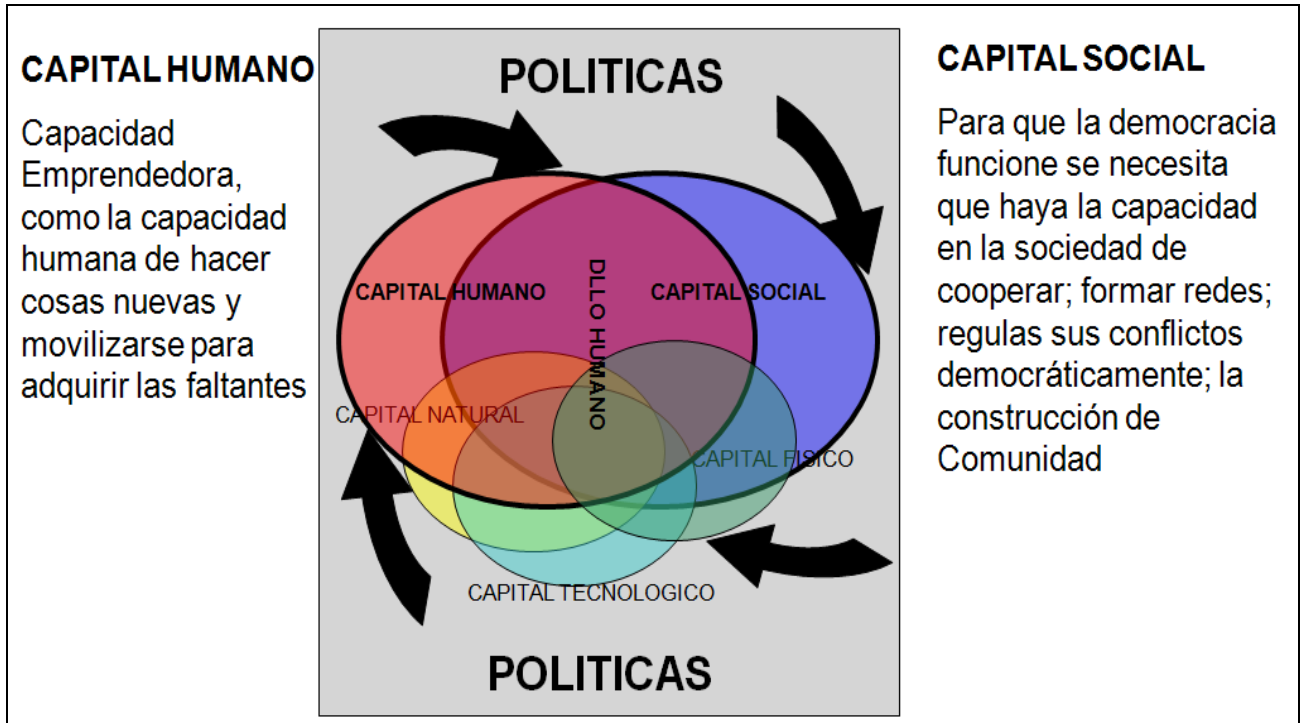 CAPITAL HUMANO
Capacidad
Emprendedora,
como la capacidad
humana de hacer
cosas nuevas y
movilizarse para
adquirir las faltantes
POLITICAS
CAPITAL HUMANO
DLLO HUMANO
CAPITAL SOCIAL
CAPITAL NATURAL
CAPITAL FISICO
CAPITAL TECNOLOGICO
POLITICAS
CAPITAL SOCIAL
Para que la democracia
funcione se necesita
que haya la capacidad
en la sociedad de
cooperar; formar redes;
regulas sus conflictos
democráticamente; la
construcción de
Comunidad